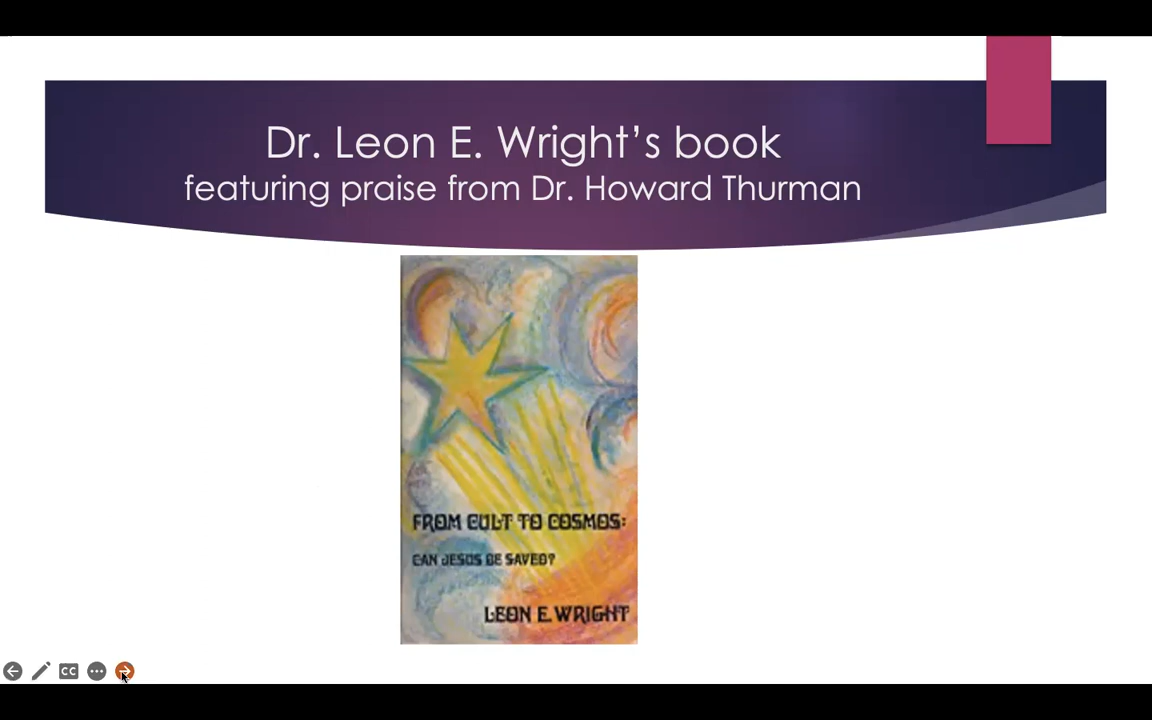 Dr. Leon E. Wright’s book
featuring praise from Dr. Howard Thurman
FROM CULT TO COSMOS:
CAN JESUS BE SAVED?
LEON E. WRIGHT
CC